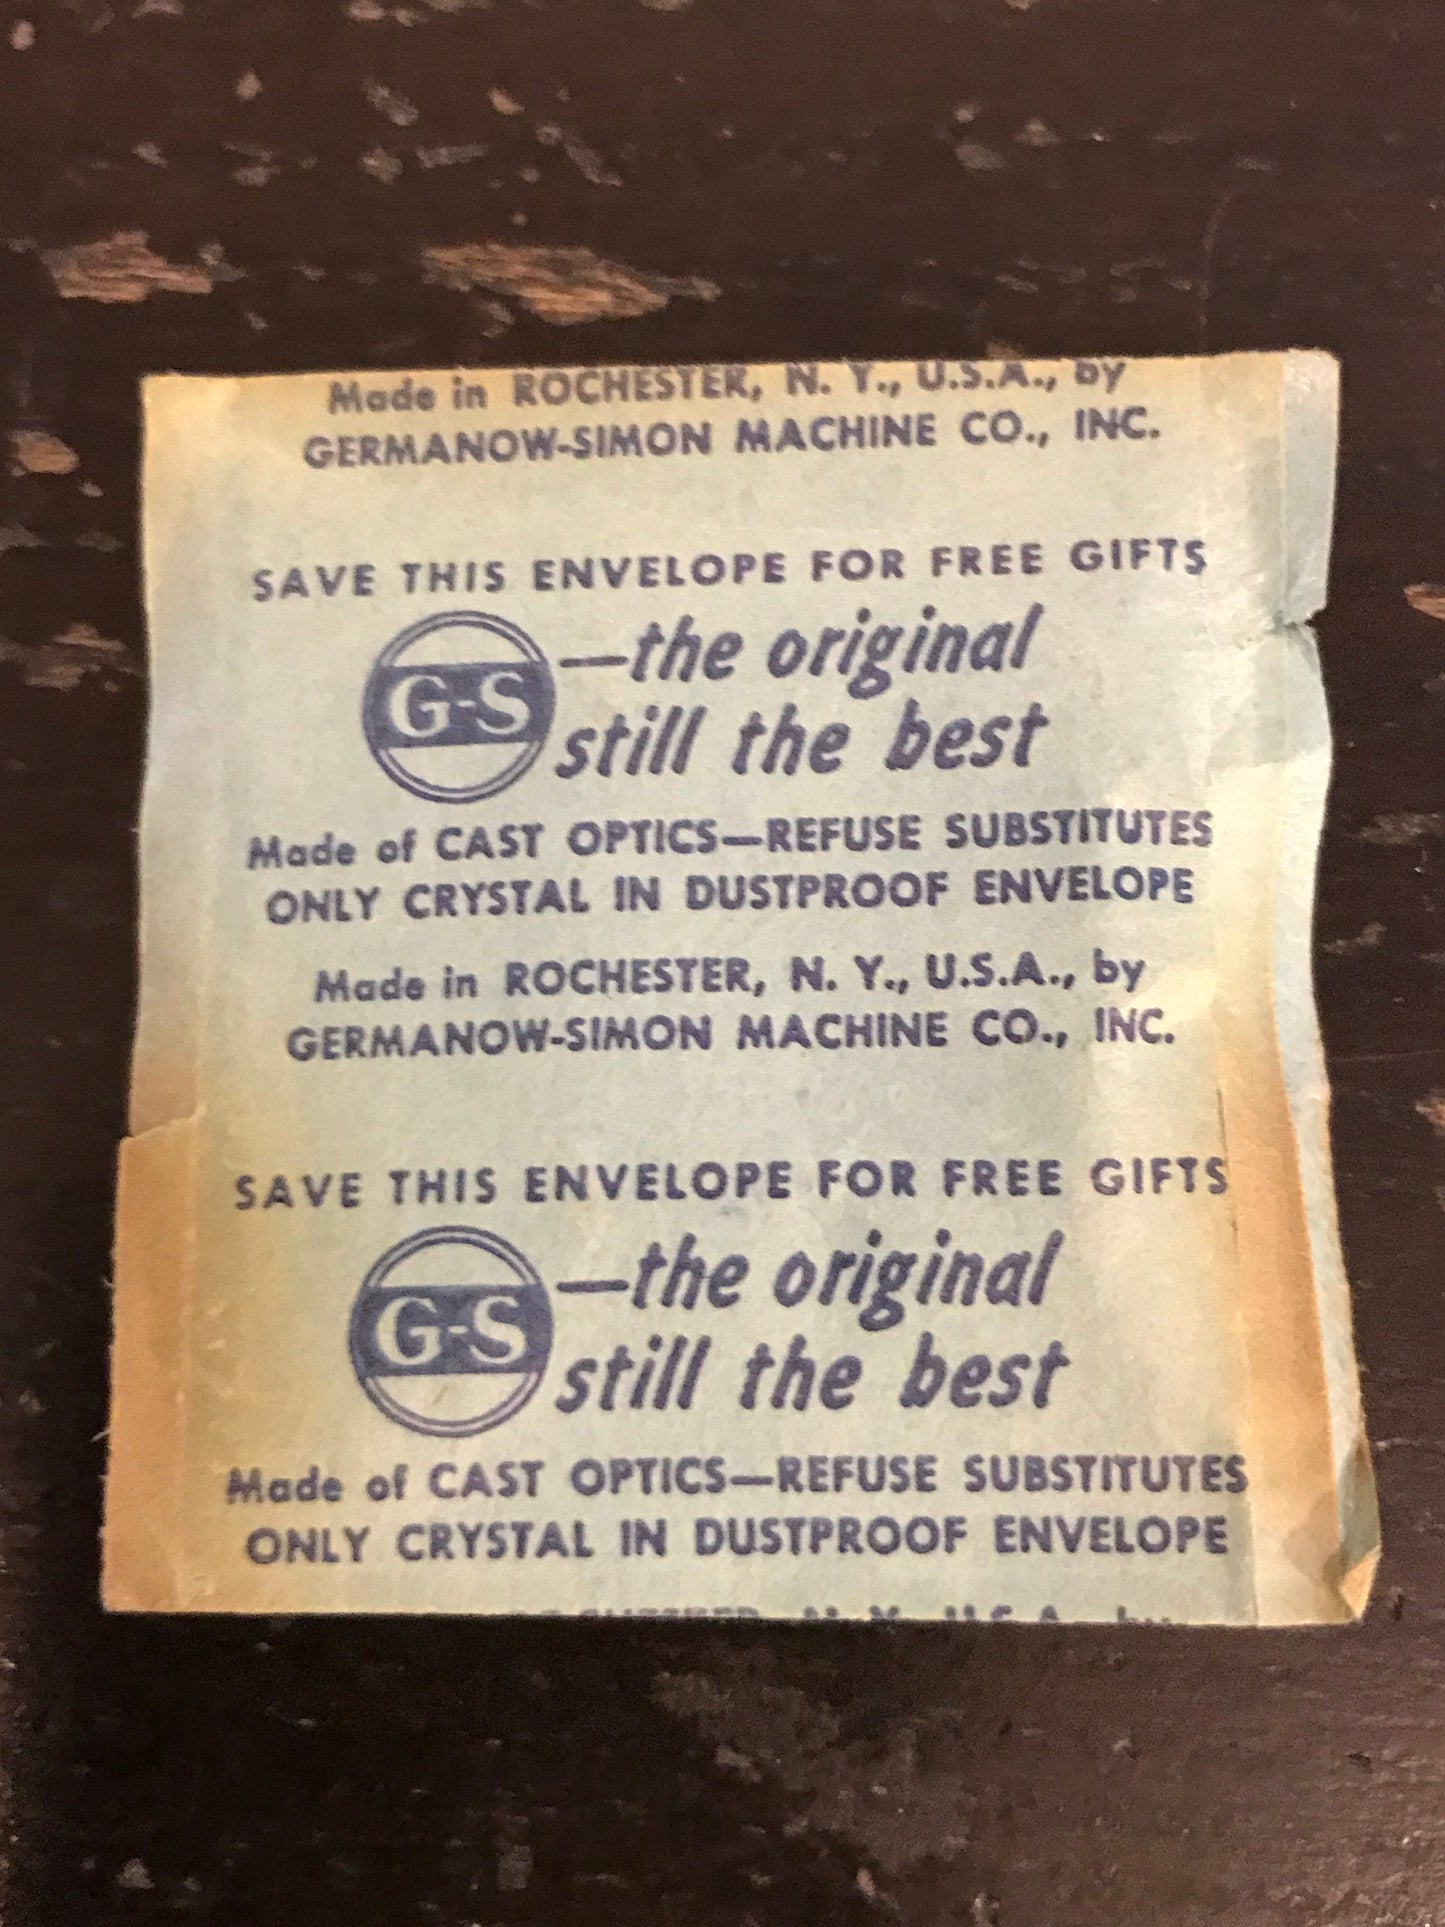 Made in ROCHESTER, N. Y., U.S.A., by
GERMANOW-SIMON MACHINE CO., INC.
SAVE THIS ENVELOPE FOR FREE GIFTS
G-S —the original
still the best
Made of CAST OPTICS—REFUSE SUBSTITUTES
ONLY CRYSTAL IN DUSTPROOF ENVELOPE
Made in ROCHESTER, N. Y., U.S.A., by
GERMANOW-SIMON MACHINE CO., INC.
SAVE THIS ENVELOPE FOR FREE GIFTS
G-S —the original
still the best
Made of CAST OPTICS—REFUSE SUBSTITUTES
ONLY CRYSTAL IN DUSTPROOF ENVELOPE